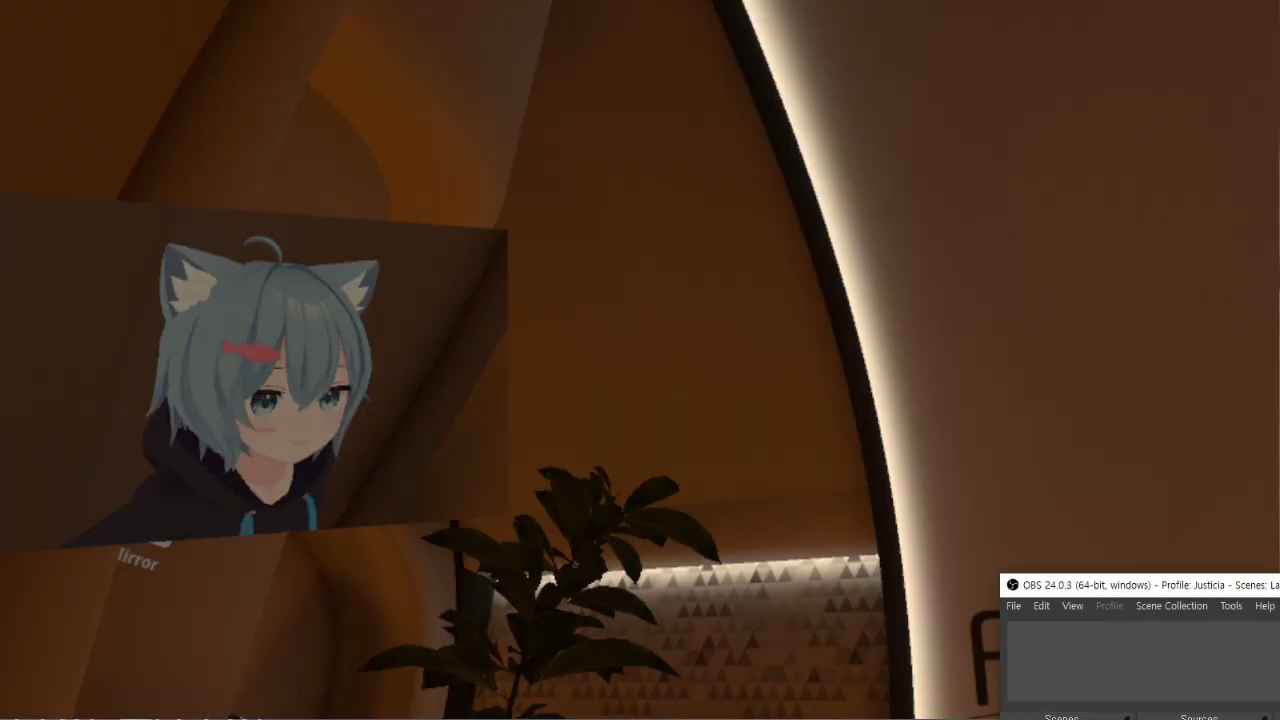 Mirror
OBS 24.0.3 (64-bit, windows) - Profile: Justicia - Scenes: La
File Edit View Profile Scene Collection Tools Help
Scenes Sources